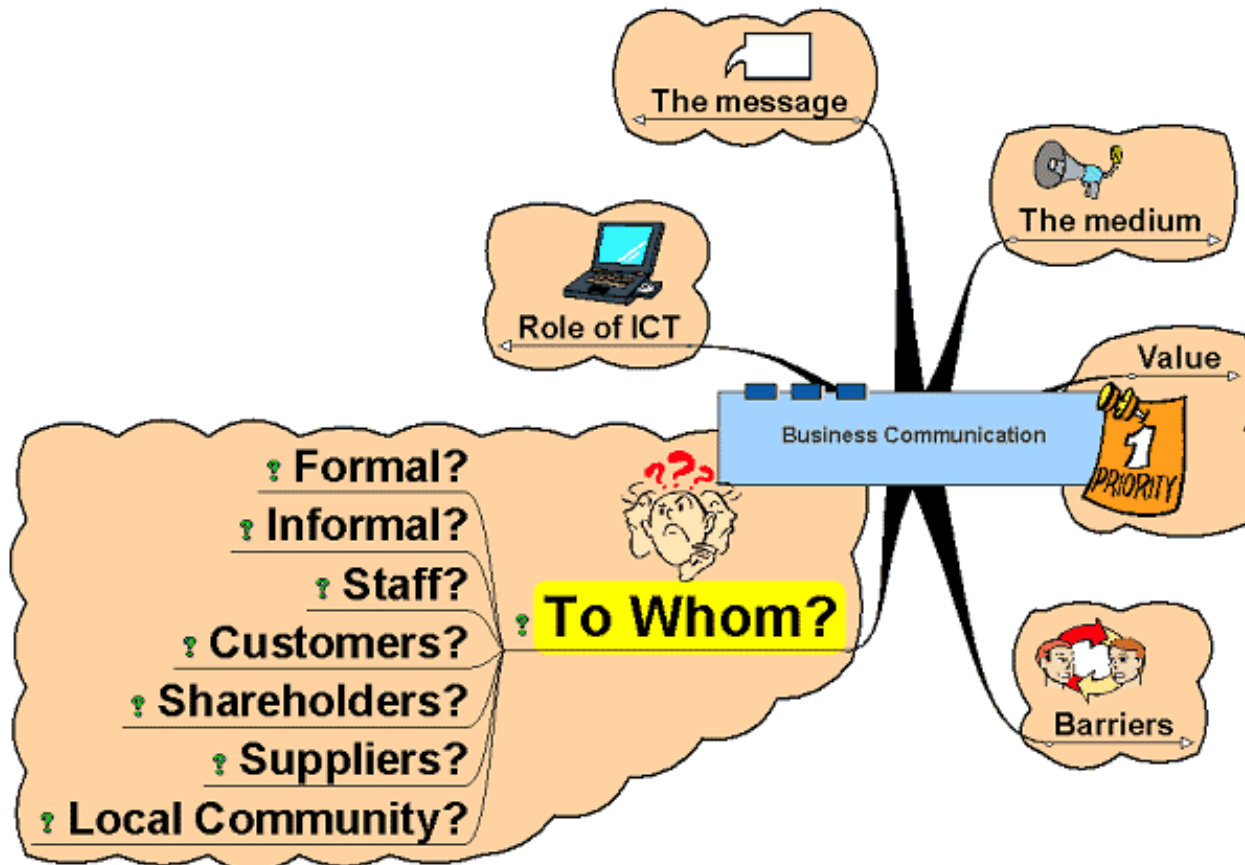 The message
The medium
Role of ICT
Value
Business Communication
1
PRIORITY
? Formal?
? Informal?
? Staff?
? Customers?
? Shareholders?
? Suppliers?
? Local Community?
???
? To Whom?
Barriers